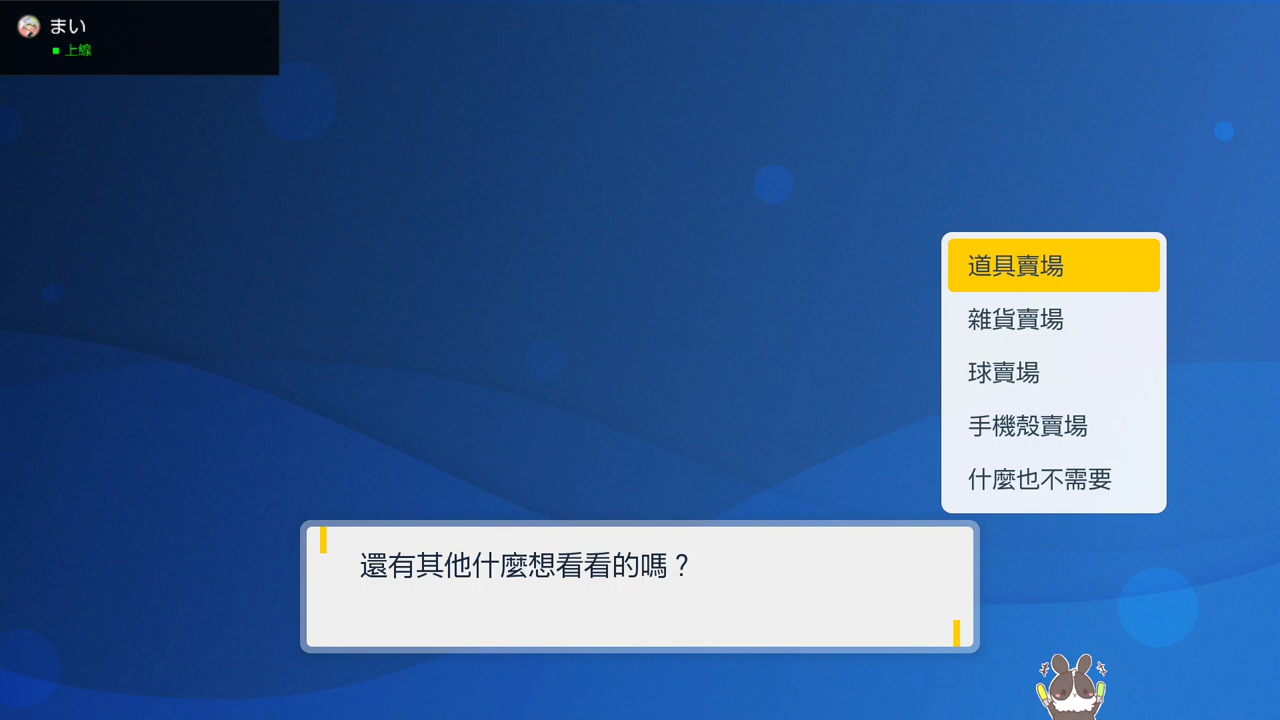 まい
上線
道具賣場
雜貨賣場
球賣場
手機殼賣場
什麼也不需要
還有其他什麼想看看的嗎？